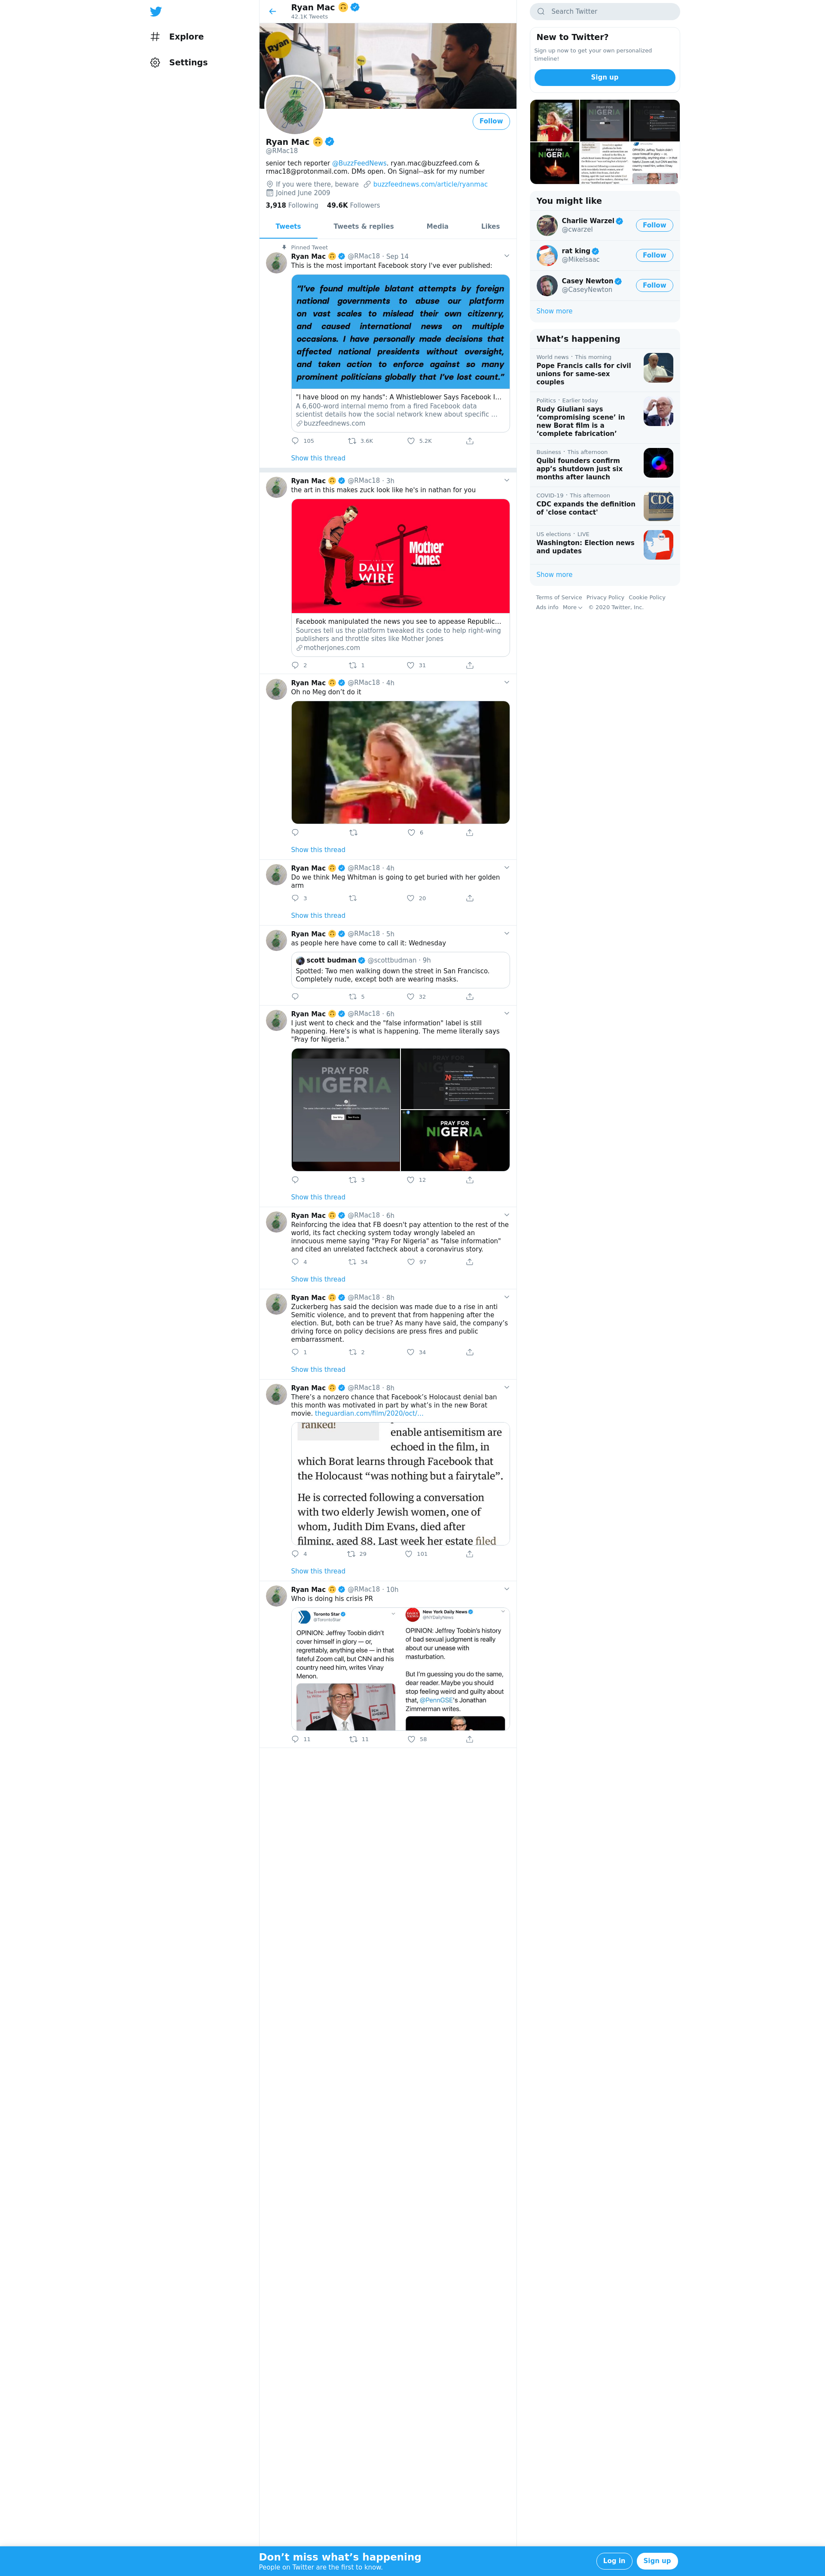 Explore
Settings
Ryan Mac 🙃
42.1K Tweets
Ryan
Follow
Ryan Mac 🙃
@RMac18
senior tech reporter @BuzzFeedNews. ryan.mac@buzzfeed.com &
rmac18@protonmail.com. DMs open. On Signal--ask for my number
If you were there, beware buzzfeednews.com/article/ryanmac
Joined June 2009
3,918 Following 49.6K Followers
Tweets Tweets & replies Media Likes
Pinned Tweet
Ryan Mac 🙃 @RMac18 · Sep 14
This is the most important Facebook story I've ever published:
“I’ve found multiple blatant attempts by foreign
national governments to abuse our platform
on vast scales to mislead their own citizenry,
and caused international news on multiple
occasions. I have personally made decisions that
affected national presidents without oversight,
and taken action to enforce against so many
prominent politicians globally that I’ve lost count.”
"I have blood on my hands": A Whistleblower Says Facebook I...
A 6,600-word internal memo from a fired Facebook data
scientist details how the social network knew about specific ...
buzzfeednews.com
105 3.6K 5.2K
Show this thread
Ryan Mac 🙃 @RMac18 · 3h
the art in this makes zuck look like he's in nathan for you
DAILY
WIRE
Mother
Jones
Facebook manipulated the news you see to appease Republic...
Sources tell us the platform tweaked its code to help right-wing
publishers and throttle sites like Mother Jones
motherjones.com
2 1 31
Ryan Mac 🙃 @RMac18 · 4h
Oh no Meg don’t do it
6
Show this thread
Ryan Mac 🙃 @RMac18 · 4h
Do we think Meg Whitman is going to get buried with her golden
arm
3 20
Show this thread
Ryan Mac 🙃 @RMac18 · 5h
as people here have come to call it: Wednesday
scott budman @scottbudman · 9h
Spotted: Two men walking down the street in San Francisco.
Completely nude, except both are wearing masks.
5 32
Ryan Mac 🙃 @RMac18 · 6h
I just went to check and the "false information" label is still
happening. Here's is what is happening. The meme literally says
"Pray for Nigeria."
PRAY FOR
NIGERIA
PRAY FOR
NIGERIA
PRAY FOR
NIGERIA
3 12
Show this thread
Ryan Mac 🙃 @RMac18 · 6h
Reinforcing the idea that FB doesn't pay attention to the rest of the
world, its fact checking system today wrongly labeled an
innocuous meme saying "Pray For Nigeria" as "false information"
and cited an unrelated factcheck about a coronavirus story.
4 34 97
Show this thread
Ryan Mac 🙃 @RMac18 · 8h
Zuckerberg has said the decision was made due to a rise in anti
Semitic violence, and to prevent that from happening after the
election. But, both can be true? As many have said, the company’s
driving force on policy decisions are press fires and public
embarrassment.
1 2 34
Show this thread
Ryan Mac 🙃 @RMac18 · 8h
There’s a nonzero chance that Facebook’s Holocaust denial ban
this month was motivated in part by what’s in the new Borat
movie. theguardian.com/film/2020/oct/...
ranked!
enable antisemitism are
echoed in the film, in
which Borat learns through Facebook that
the Holocaust “was nothing but a fairytale”.
He is corrected following a conversation
with two elderly Jewish women, one of
whom, Judith Dim Evans, died after
filming, aged 88. Last week her estate filed
4 29 101
Show this thread
Ryan Mac 🙃 @RMac18 · 10h
Who is doing his crisis PR
Toronto Star
@TorontoStar
OPINION: Jeffrey Toobin didn't
cover himself in glory — or,
regrettably, anything else — in that
fateful Zoom call, but CNN and his
country need him, writes Vinay
Menon.
New York Daily News
@NYDailyNews
OPINION: Jeffrey Toobin's history
of bad sexual judgment is really
about our unease with
masturbation.
But I'm guessing you do the same,
dear reader. Maybe you should
stop feeling weird and guilty about
that, @PennGSE's Jonathan
Zimmerman writes.
11 11 58
Search Twitter
New to Twitter?
Sign up now to get your own personalized
timeline!
Sign up
PRAY FOR
NIGERIA
PRAY FOR
NIGERIA
You might like
Charlie Warzel
@cwarzel
Follow
rat king
@MikeIsaac
Follow
Casey Newton
@CaseyNewton
Follow
Show more
What’s happening
World news · This morning
Pope Francis calls for civil
unions for same-sex
couples
Politics · Earlier today
Rudy Giuliani says
‘compromising scene’ in
new Borat film is a
‘complete fabrication’
Business · This afternoon
Quibi founders confirm
app’s shutdown just six
months after launch
COVID-19 · This afternoon
CDC expands the definition
of 'close contact'
CDC
US elections · LIVE
Washington: Election news
and updates
Show more
Terms of Service Privacy Policy Cookie Policy
Ads info More © 2020 Twitter, Inc.
Don’t miss what’s happening
People on Twitter are the first to know.
Log in
Sign up